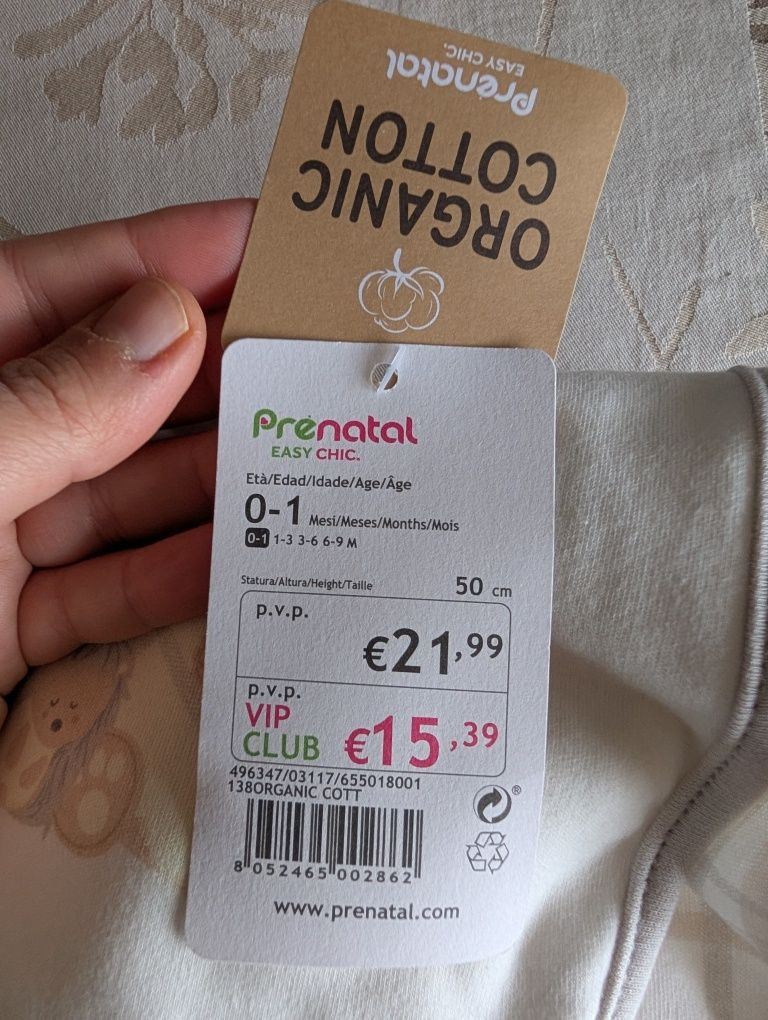 Prénatal
EASY CHIC.
ORGANIC
COTTON
Prénatal
EASY CHIC.
Età/Edad/Idade/Age/Âge
0-1 Mesi/Meses/Months/Mois
0-1 1-3 3-6 6-9 M
Statura/Altura/Height/Taille 50 cm
p.v.p.
€21,99
p.v.p.
VIP
CLUB €15,39
496347/03117/655018001
138ORGANIC COTT
®
8 052465 002862
www.prenatal.com